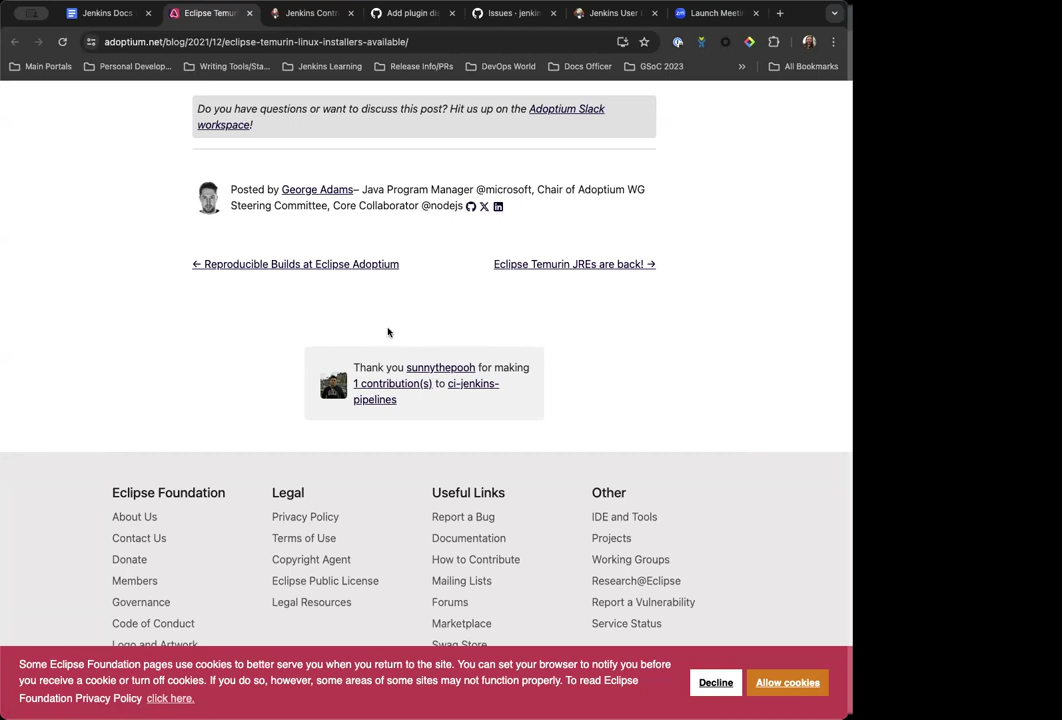 Jenkins Docs
Eclipse Temur
Jenkins Contr
Add plugin dis
Issues · jenkin
Jenkins User
Launch Meeti
adoptium.net/blog/2021/12/eclipse-temurin-linux-installers-available/
Main Portals
Personal Develop...
Writing Tools/Sta...
Jenkins Learning
Release Info/PRs
DevOps World
Docs Officer
GSoC 2023
All Bookmarks
Do you have questions or want to discuss this post? Hit us up on the Adoptium Slack
workspace!
Posted by George Adams– Java Program Manager @microsoft, Chair of Adoptium WG
Steering Committee, Core Collaborator @nodejs
← Reproducible Builds at Eclipse Adoptium
Eclipse Temurin JREs are back! →
Thank you sunnythepooh for making
1 contribution(s) to ci-jenkins-
pipelines
Eclipse Foundation
About Us
Contact Us
Donate
Members
Governance
Code of Conduct
Logo and Artwork
Legal
Privacy Policy
Terms of Use
Copyright Agent
Eclipse Public License
Legal Resources
Useful Links
Report a Bug
Documentation
How to Contribute
Mailing Lists
Forums
Marketplace
Swag Store
Other
IDE and Tools
Projects
Working Groups
Research@Eclipse
Report a Vulnerability
Service Status
Some Eclipse Foundation pages use cookies to better serve you when you return to the site. You can set your browser to notify you before
you receive a cookie or turn off cookies. If you do so, however, some areas of some sites may not function properly. To read Eclipse
Foundation Privacy Policy click here.
Decline
Allow cookies